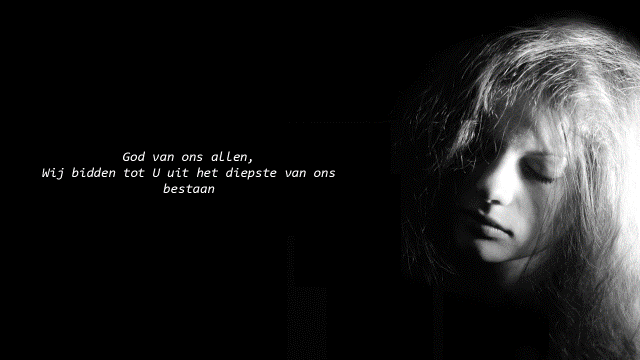 God van ons allen,
Wij bidden tot U uit het diepste van ons
bestaan